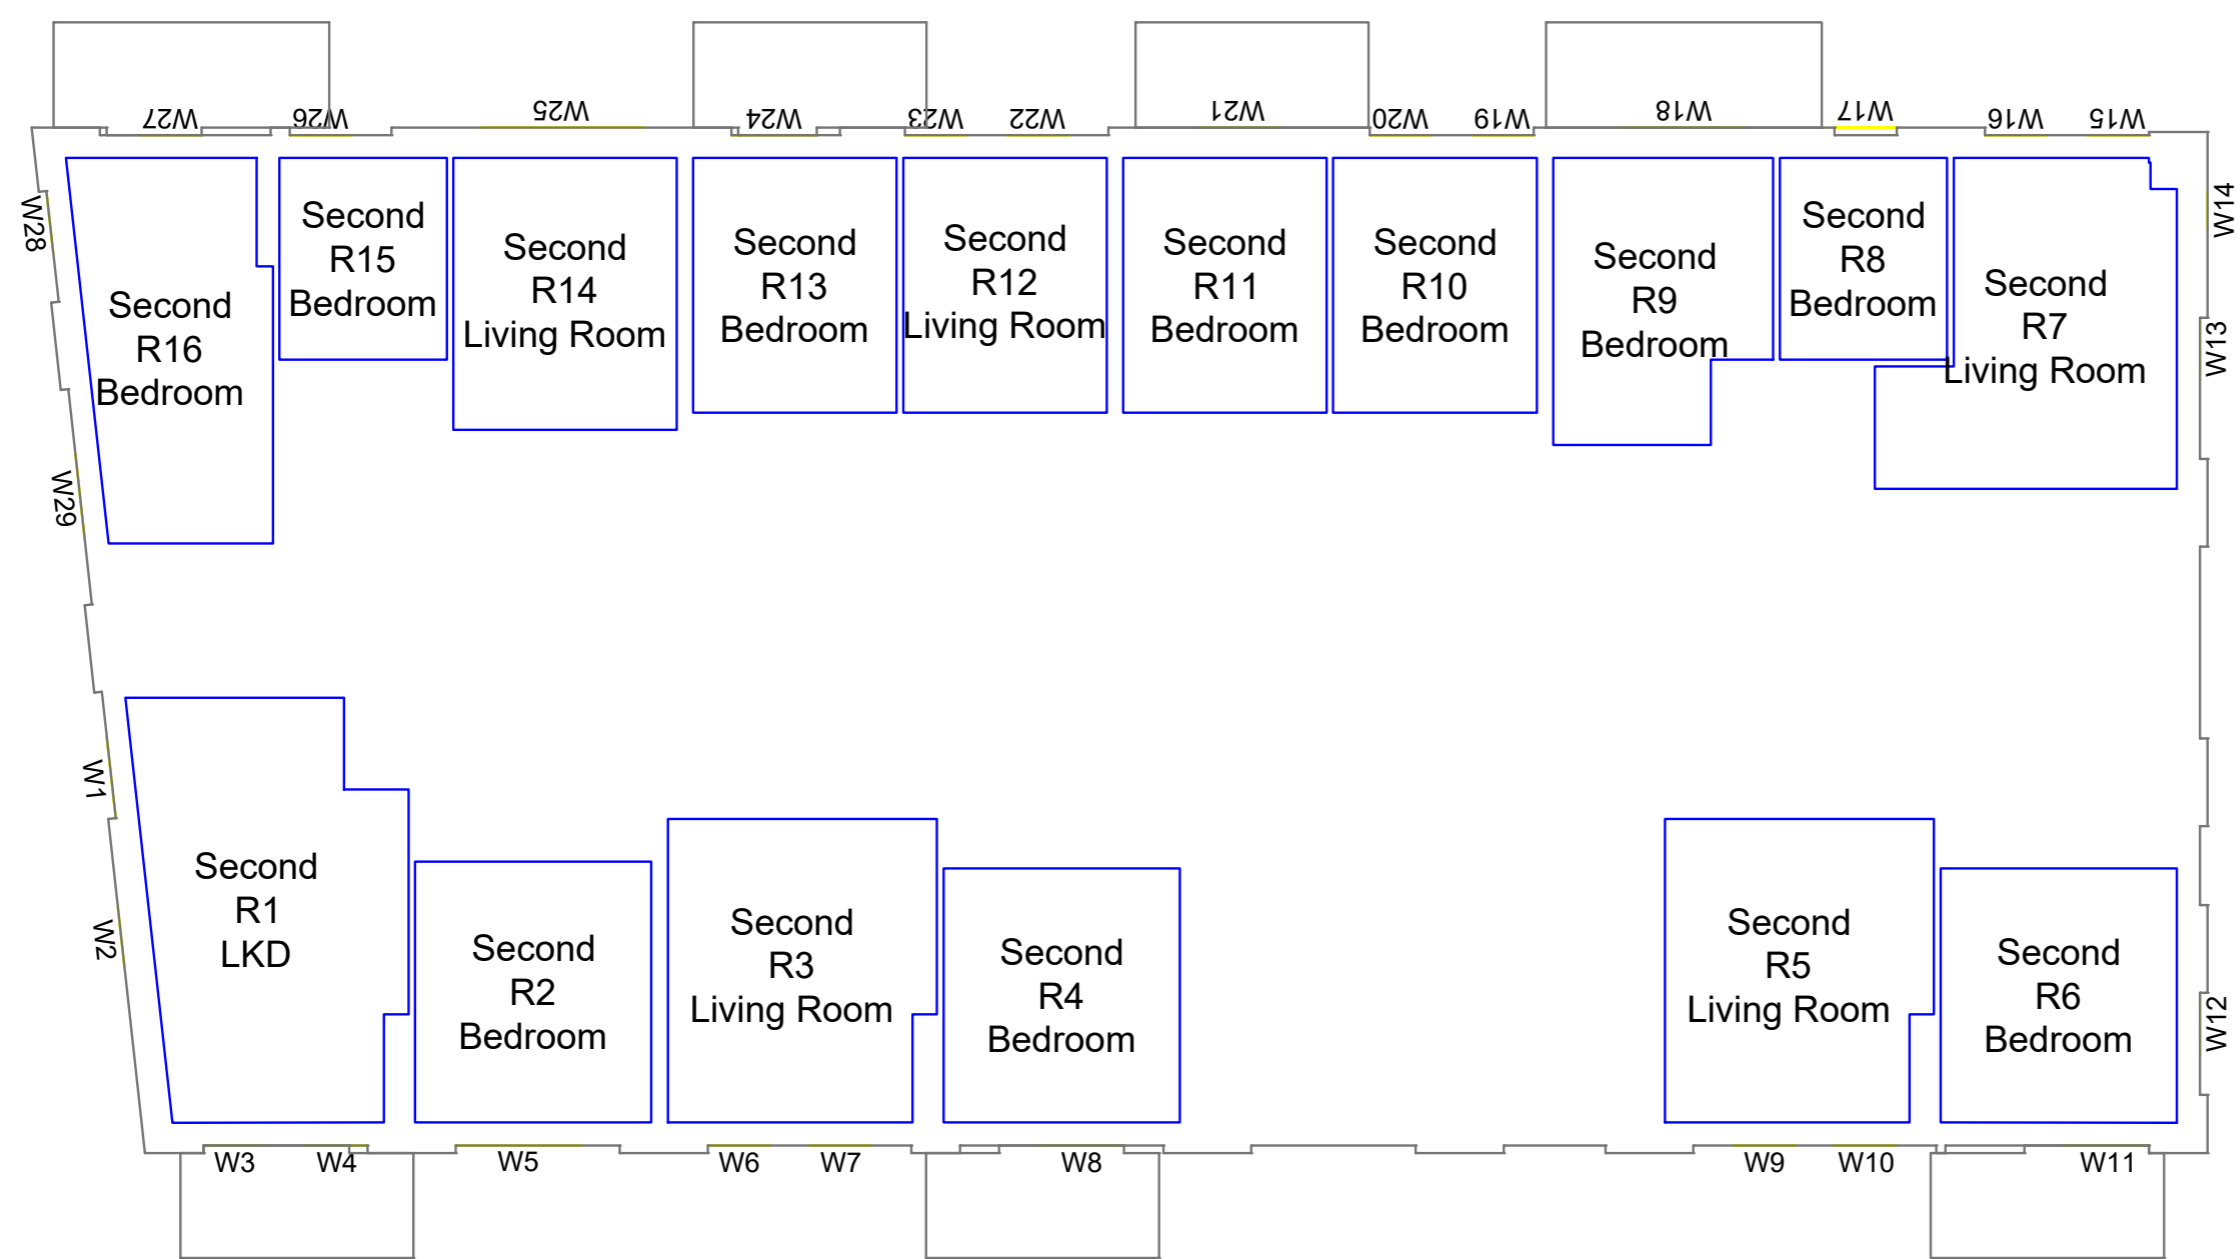 W27
W26
W25
W24
W23
W22
W21
W20
W19
W18
W17
W16
W15
W28
W14
Second
R16
Bedroom
Second
R15
Bedroom
Second
R14
Living Room
Second
R13
Bedroom
Second
R12
Living Room
Second
R11
Bedroom
Second
R10
Bedroom
Second
R9
Bedroom
Second
R8
Bedroom
Second
R7
Living Room
W13
W29
W1
W2
Second
R1
LKD
Second
R2
Bedroom
Second
R3
Living Room
Second
R4
Bedroom
Second
R5
Living Room
Second
R6
Bedroom
W12
W3
W4
W5
W6
W7
W8
W9
W10
W11